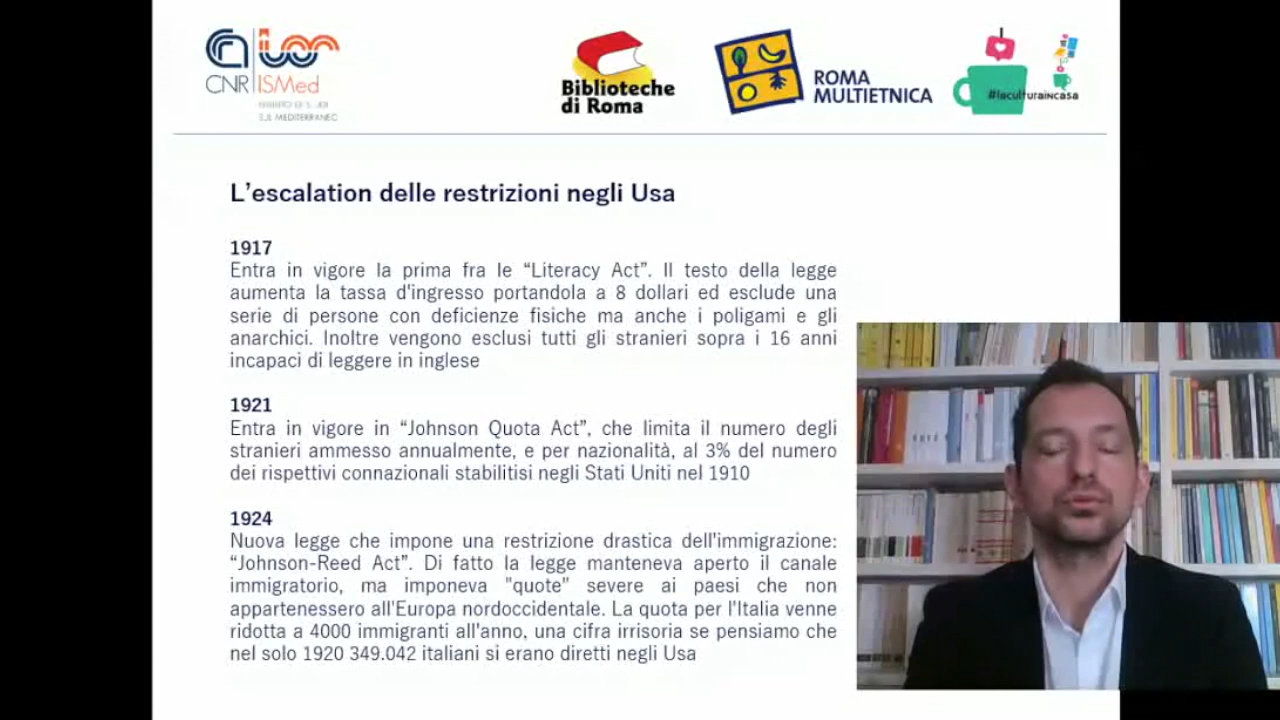 CNR ISMed
Biblioteche
di Roma
ROMA
MULTIETNICA
#laculturaincasa
L'escalation delle restrizioni negli Usa
1917
Entra in vigore la prima fra le “Literacy Act”. Il testo della legge
aumenta la tassa d'ingresso portandola a 8 dollari ed esclude una
serie di persone con deficienze fisiche ma anche i poligami e gli
anarchici. Inoltre vengono esclusi tutti gli stranieri sopra i 16 anni
incapaci di leggere in inglese
1921
Entra in vigore in “Johnson Quota Act”, che limita il numero degli
stranieri ammesso annualmente, e per nazionalità, al 3% del numero
dei rispettivi connazionali stabilitisi negli Stati Uniti nel 1910
1924
Nuova legge che impone una restrizione drastica dell'immigrazione:
“Johnson-Reed Act”. Di fatto la legge manteneva aperto il canale
immigratorio, ma imponeva "quote" severe ai paesi che non
appartenessero all'Europa nordoccidentale. La quota per l'Italia venne
ridotta a 4000 immigranti all'anno, una cifra irrisoria se pensiamo che
nel solo 1920 349.042 italiani si erano diretti negli Usa